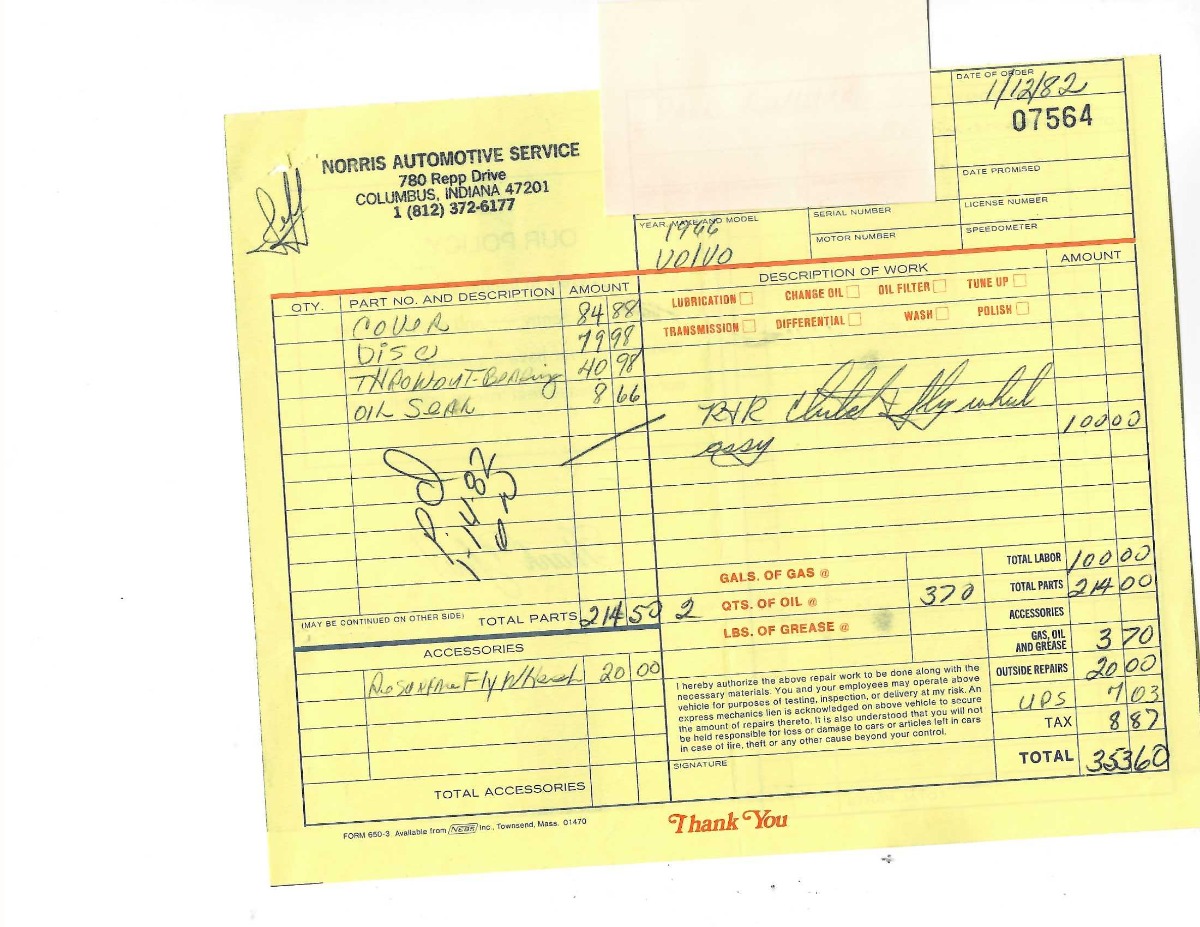 DATE OF ORDER
1/12/82
07564
NORRIS AUTOMOTIVE SERVICE
780 Repp Drive
COLUMBUS, INDIANA 47201
1 (812) 372-6177
DATE PROMISED
YEAR, MAKE AND MODEL
1966
VOLVO
SERIAL NUMBER
LICENSE NUMBER
MOTOR NUMBER
SPEEDOMETER
QTY. PART NO. AND DESCRIPTION AMOUNT
DESCRIPTION OF WORK AMOUNT
COVER 84 88
DISC 79 98
THROWOUT-BEARING 40 98
OIL SEAL 8 66
LUBRICATION CHANGE OIL OIL FILTER TUNE UP
TRANSMISSION DIFFERENTIAL WASH POLISH
R+R Clutch & fly wheel 100 00
assy
PD
1-14-82
TOTAL LABOR 100 00
GALS. OF GAS @
TOTAL PARTS 214 00
(MAY BE CONTINUED ON OTHER SIDE) TOTAL PARTS 214 50
2 QTS. OF OIL @ 370
ACCESSORIES
LBS. OF GREASE @
GAS, OIL AND GREASE 3 70
ACCESSORIES
ReSurface FlyWheel 20 00
OUTSIDE REPAIRS 20 00
UPS 7 03
TAX 8 87
TOTAL 353 60
I hereby authorize the above repair work to be done along with the
necessary materials. You and your employees may operate above
vehicle for purposes of testing, inspection, or delivery at my risk. An
express mechanics lien is acknowledged on above vehicle to secure
the amount of repairs thereto. It is also understood that you will not
be held responsible for loss or damage to cars or articles left in cars
in case of fire, theft or any other cause beyond your control.
SIGNATURE
TOTAL ACCESSORIES
FORM 650-3 Available from NEBS Inc., Townsend, Mass. 01470
Thank You